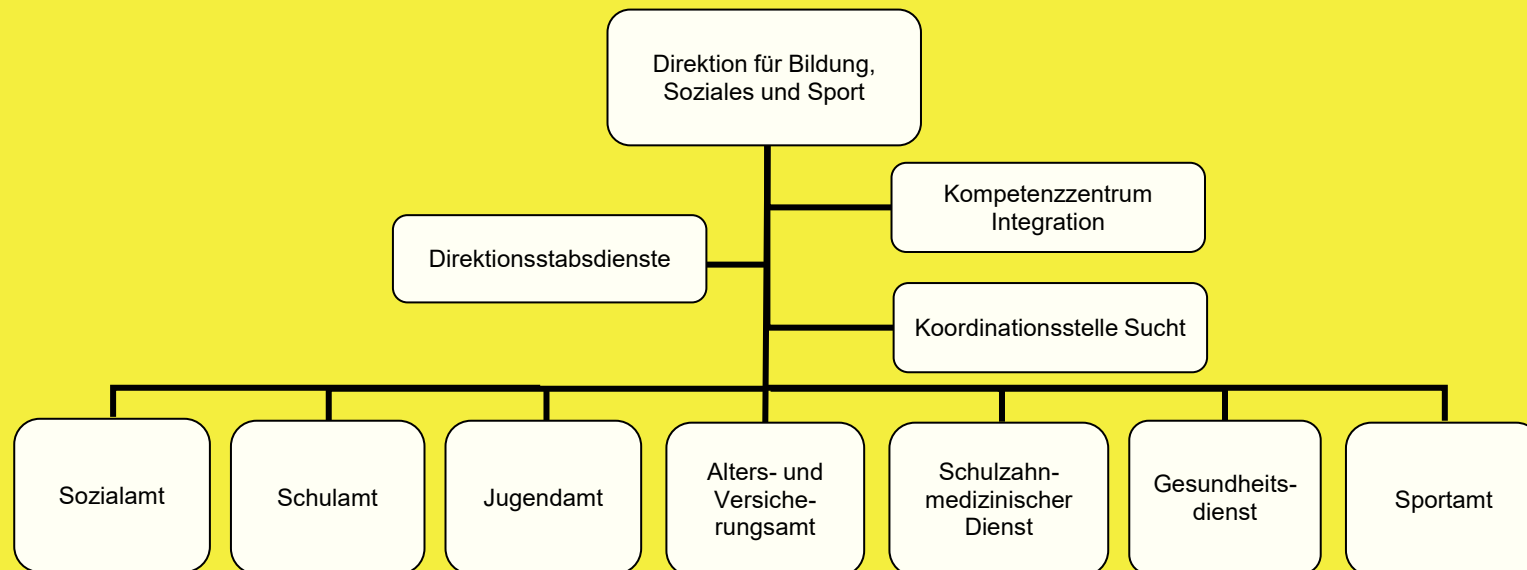 Direktion für Bildung,
Soziales und Sport
Kompetenzzentrum
Integration
Direktionsstabsdienste
Koordinationsstelle Sucht
Sozialamt
Schulamt
Jugendamt
Alters- und
Versiche-
rungsamt
Schulzahn-
medizinischer
Dienst
Gesundheits-
dienst
Sportamt